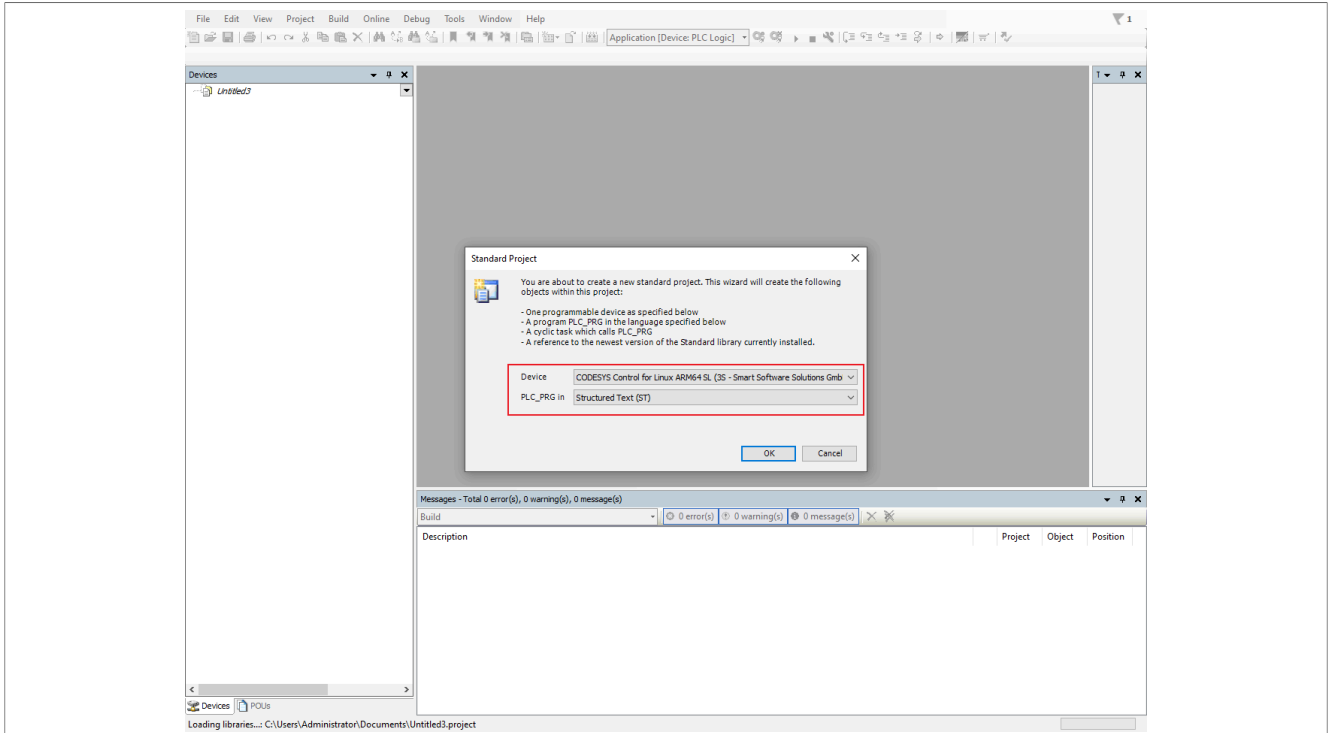 File Edit View Project Build Online Debug Tools Window Help
1
Application [Device: PLC Logic]
Devices
Untitled3
Standard Project
You are about to create a new standard project. This wizard will create the following
objects within this project:
- One programmable device as specified below
- A program PLC_PRG in the language specified below
- A cyclic task which calls PLC_PRG
- A reference to the newest version of the Standard library currently installed.
Device CODESYS Control for Linux ARM64 SL (3S - Smart Software Solutions Gmb
PLC_PRG in Structured Text (ST)
OK Cancel
Messages - Total 0 error(s), 0 warning(s), 0 message(s)
Build 0 error(s) 0 warning(s) 0 message(s)
Description Project Object Position
Devices POUs
Loading libraries...: C:\Users\Administrator\Documents\Untitled3.project